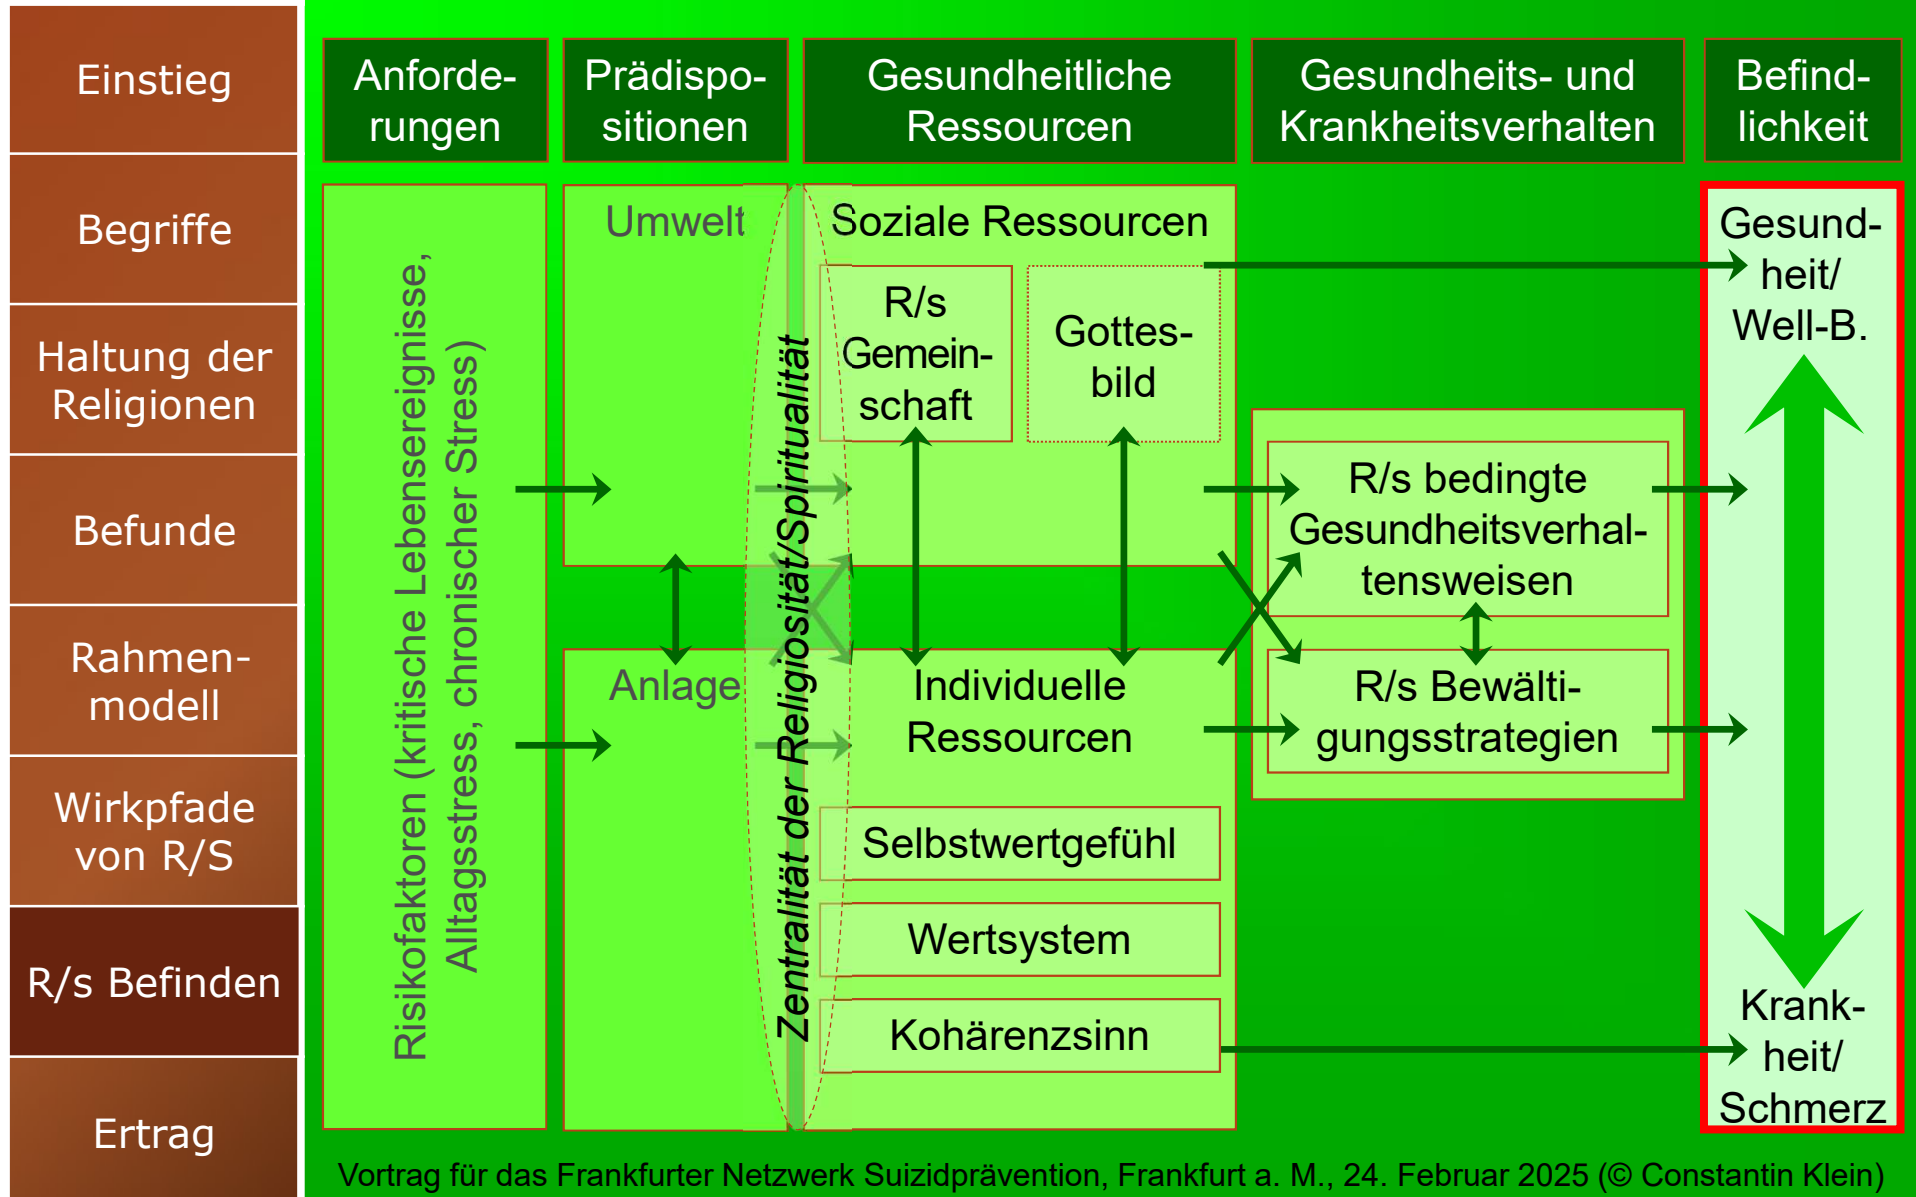 Einstieg
Begriffe
Haltung der
Religionen
Befunde
Rahmen-
modell
Wirkpfade
von R/S
R/s Befinden
Ertrag
Anforde-
rungen
Prädispo-
sitionen
Gesundheitliche
Ressourcen
Gesundheits- und
Krankheitsverhalten
Befind-
lichkeit
Risikofaktoren (kritische Lebensereignisse,
Alltagsstress, chronischer Stress)
Umwelt
Anlage
Zentralität der Religiosität/Spiritualität
Soziale Ressourcen
R/s
Gemein-
schaft
Gottes-
bild
Individuelle
Ressourcen
Selbstwertgefühl
Wertsystem
Kohärenzsinn
R/s bedingte
Gesundheitsverhal-
tensweisen
R/s Bewälti-
gungsstrategien
Gesund-
heit/
Well-B.
Krank-
heit/
Schmerz
Vortrag für das Frankfurter Netzwerk Suizidprävention, Frankfurt a. M., 24. Februar 2025 (© Constantin Klein)